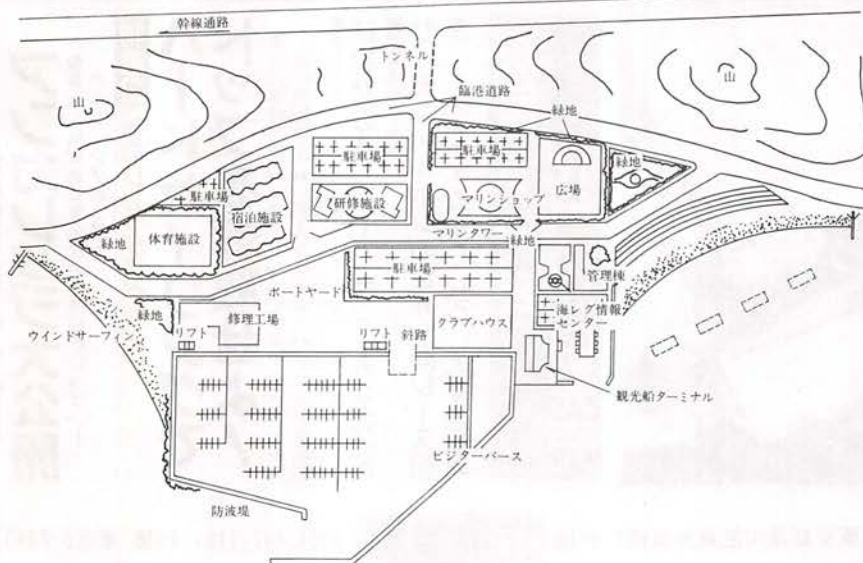 幹線通路
トンネル
山
山
臨港道路
緑地
駐車場
駐車場
緑地
広場
駐車場
研修施設
マリンショップ
宿泊施設
緑地
体育施設
マリンタワー
緑地
管理棟
駐車場
ボートヤード
海レグ情報
センター
緑地
修理工場
クラブハウス
ウインドサーフィン
リフト
リフト
斜路
観光船ターミナル
ビジターバース
防波堤